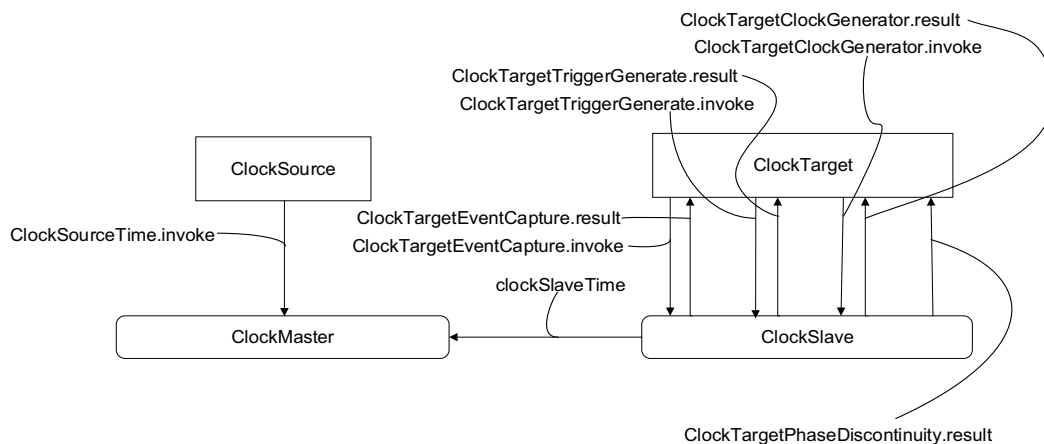 ClockTargetClockGenerator.result
ClockTargetClockGenerator.invoke
ClockTargetTriggerGenerate.result
ClockTargetTriggerGenerate.invoke
ClockSource
ClockTarget
ClockTargetEventCapture.result
ClockSourceTime.invoke
ClockTargetEventCapture.invoke
clockSlaveTime
ClockMaster
ClockSlave
ClockTargetPhaseDiscontinuity.result